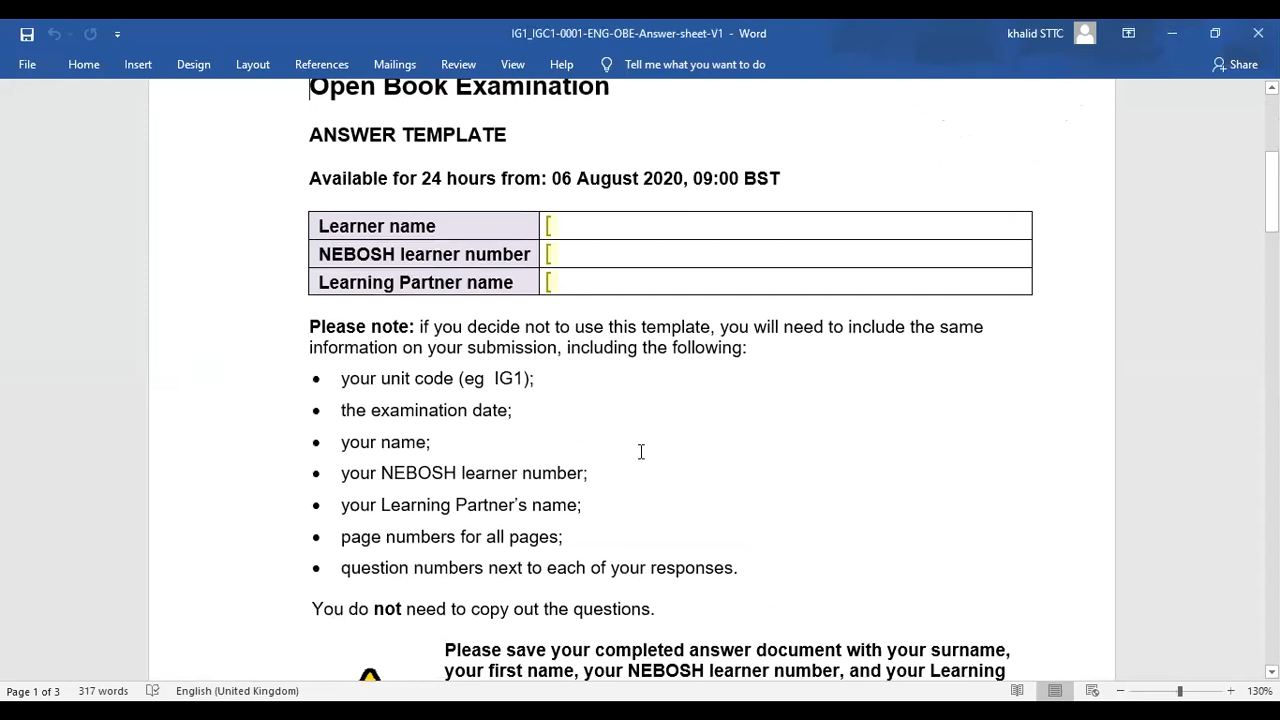 IG1_IGC1-0001-ENG-OBE-Answer-sheet-V1 - Word
khalid STTC
File Home Insert Design Layout References Mailings Review View Help Tell me what you want to do Share
Open Book Examination
ANSWER TEMPLATE
Available for 24 hours from: 06 August 2020, 09:00 BST
Learner name [
NEBOSH learner number [
Learning Partner name [
Please note: if you decide not to use this template, you will need to include the same
information on your submission, including the following:
• your unit code (eg IG1);
• the examination date;
• your name;
• your NEBOSH learner number;
• your Learning Partner’s name;
• page numbers for all pages;
• question numbers next to each of your responses.
You do not need to copy out the questions.
Please save your completed answer document with your surname,
your first name, your NEBOSH learner number, and your Learning
Page 1 of 3 317 words English (United Kingdom) 130%